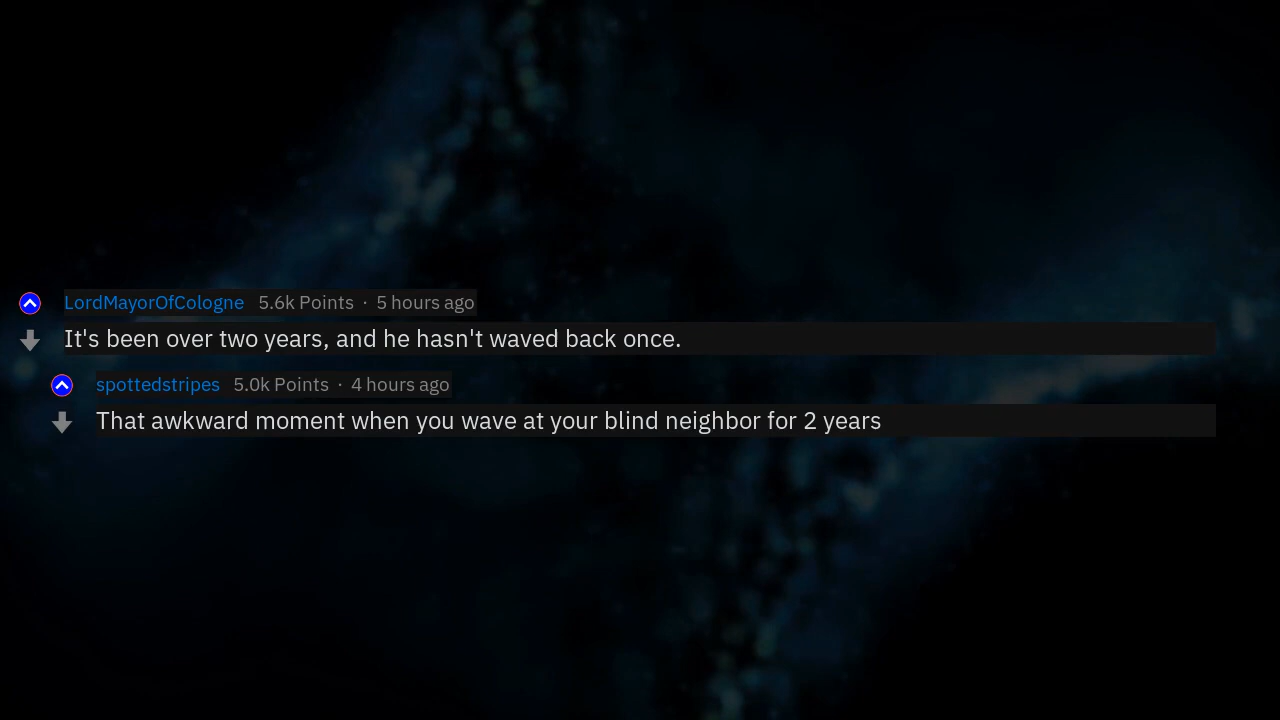 LordMayorOfCologne 5.6k Points · 5 hours ago
It's been over two years, and he hasn't waved back once.
spottedstripes 5.0k Points · 4 hours ago
That awkward moment when you wave at your blind neighbor for 2 years